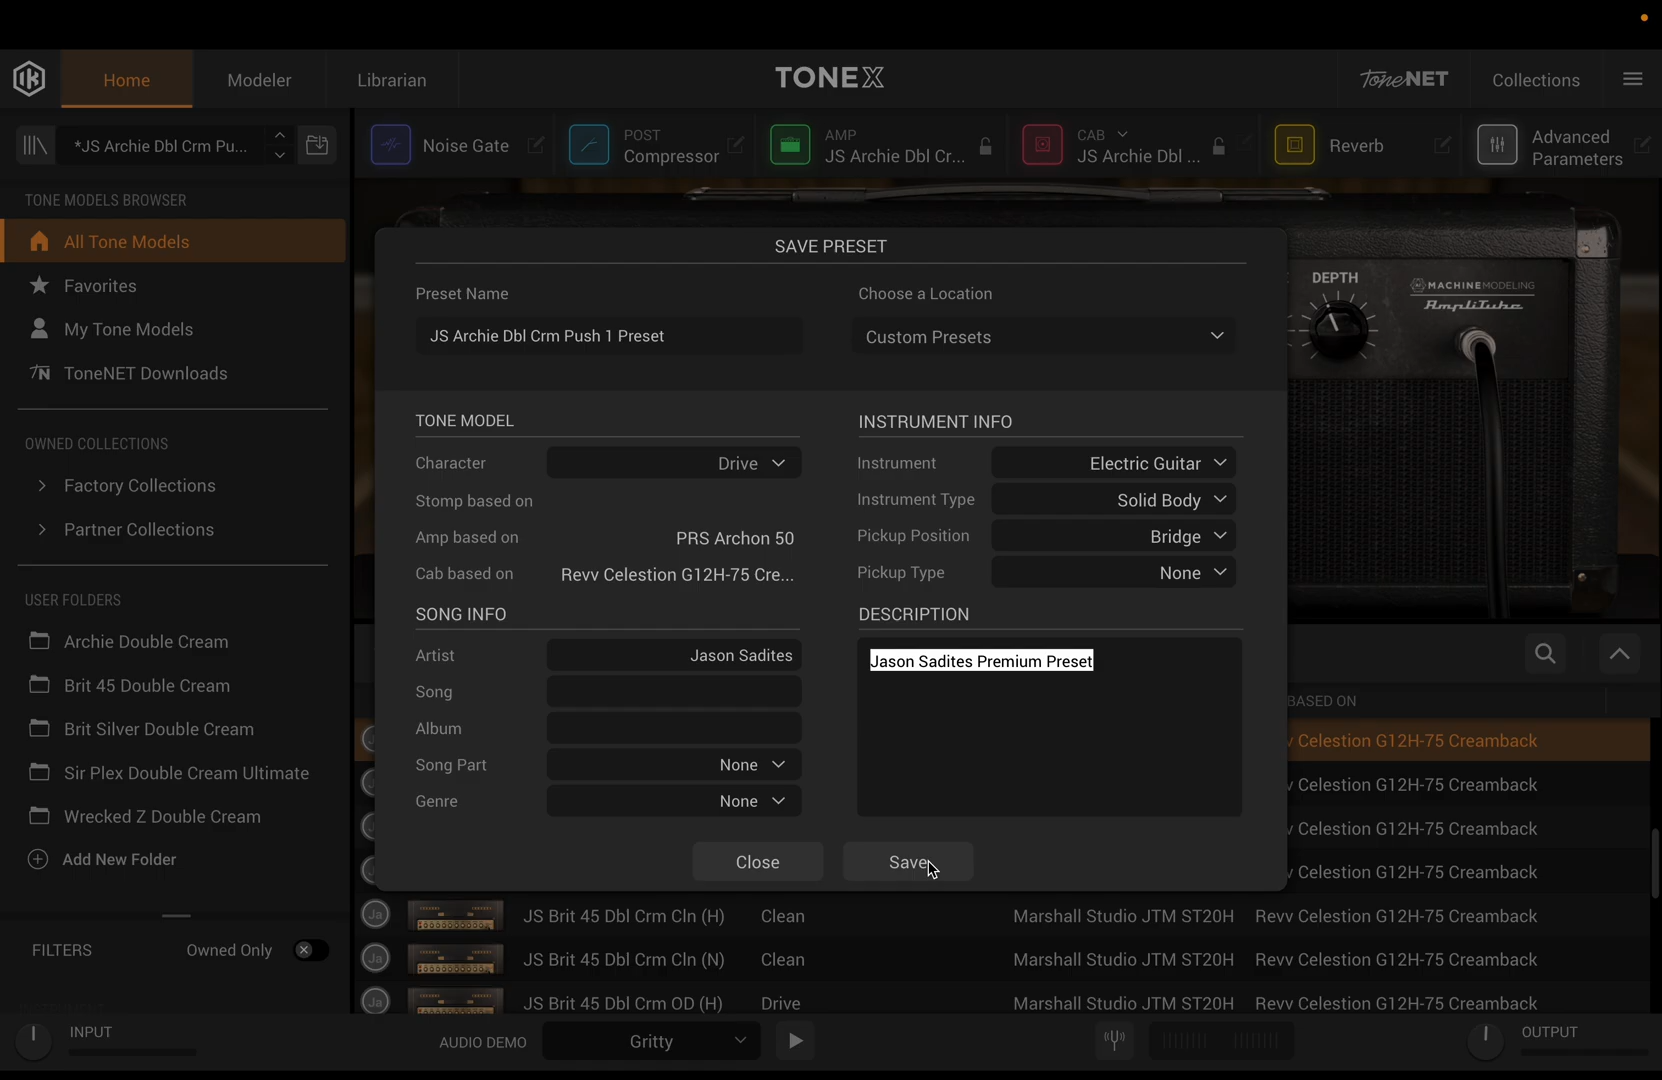 Home
Modeler
Librarian
TONEX
ToneNET
Collections
*JS Archie Dbl Crm Pu...
Noise Gate
POST
Compressor
AMP
JS Archie Dbl Cr...
CAB
JS Archie Dbl ...
Reverb
Advanced
Parameters
TONE MODELS BROWSER
All Tone Models
Favorites
My Tone Models
ToneNET Downloads
OWNED COLLECTIONS
Factory Collections
Partner Collections
USER FOLDERS
Archie Double Cream
Brit 45 Double Cream
Brit Silver Double Cream
Sir Plex Double Cream Ultimate
Wrecked Z Double Cream
Add New Folder
FILTERS
Owned Only
DEPTH
MACHINE MODELING
AmpliTube
SAVE PRESET
Preset Name
Choose a Location
JS Archie Dbl Crm Push 1 Preset
Custom Presets
TONE MODEL
Character
Drive
Stomp based on
Amp based on
PRS Archon 50
Cab based on
Revv Celestion G12H-75 Cre...
INSTRUMENT INFO
Instrument
Electric Guitar
Instrument Type
Solid Body
Pickup Position
Bridge
Pickup Type
None
SONG INFO
Artist
Jason Sadites
Song
Album
Song Part
None
Genre
None
DESCRIPTION
Jason Sadites Premium Preset
Close
Save
BASED ON
v Celestion G12H-75 Creamback
v Celestion G12H-75 Creamback
v Celestion G12H-75 Creamback
v Celestion G12H-75 Creamback
Ja
JS Brit 45 Dbl Crm Cln (H)
Clean
Marshall Studio JTM ST20H
Revv Celestion G12H-75 Creamback
Ja
JS Brit 45 Dbl Crm Cln (N)
Clean
Marshall Studio JTM ST20H
Revv Celestion G12H-75 Creamback
Ja
JS Brit 45 Dbl Crm OD (H)
Drive
Marshall Studio JTM ST20H
Revv Celestion G12H-75 Creamback
INPUT
AUDIO DEMO
Gritty
OUTPUT